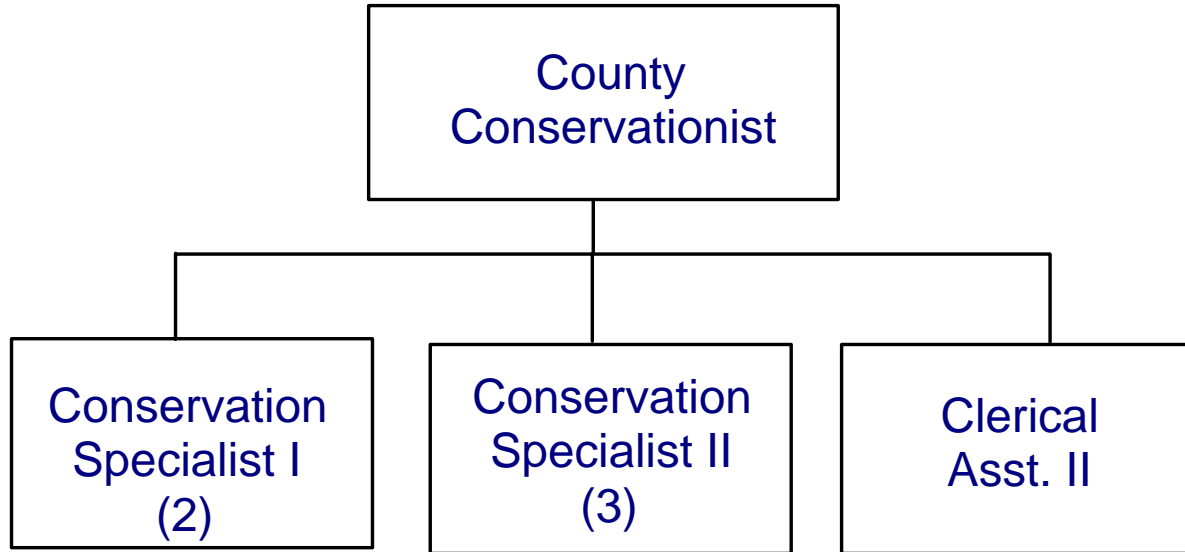 County
Conservationist
Conservation
Specialist I
(2)
Conservation
Specialist II
(3)
Clerical
Asst. II